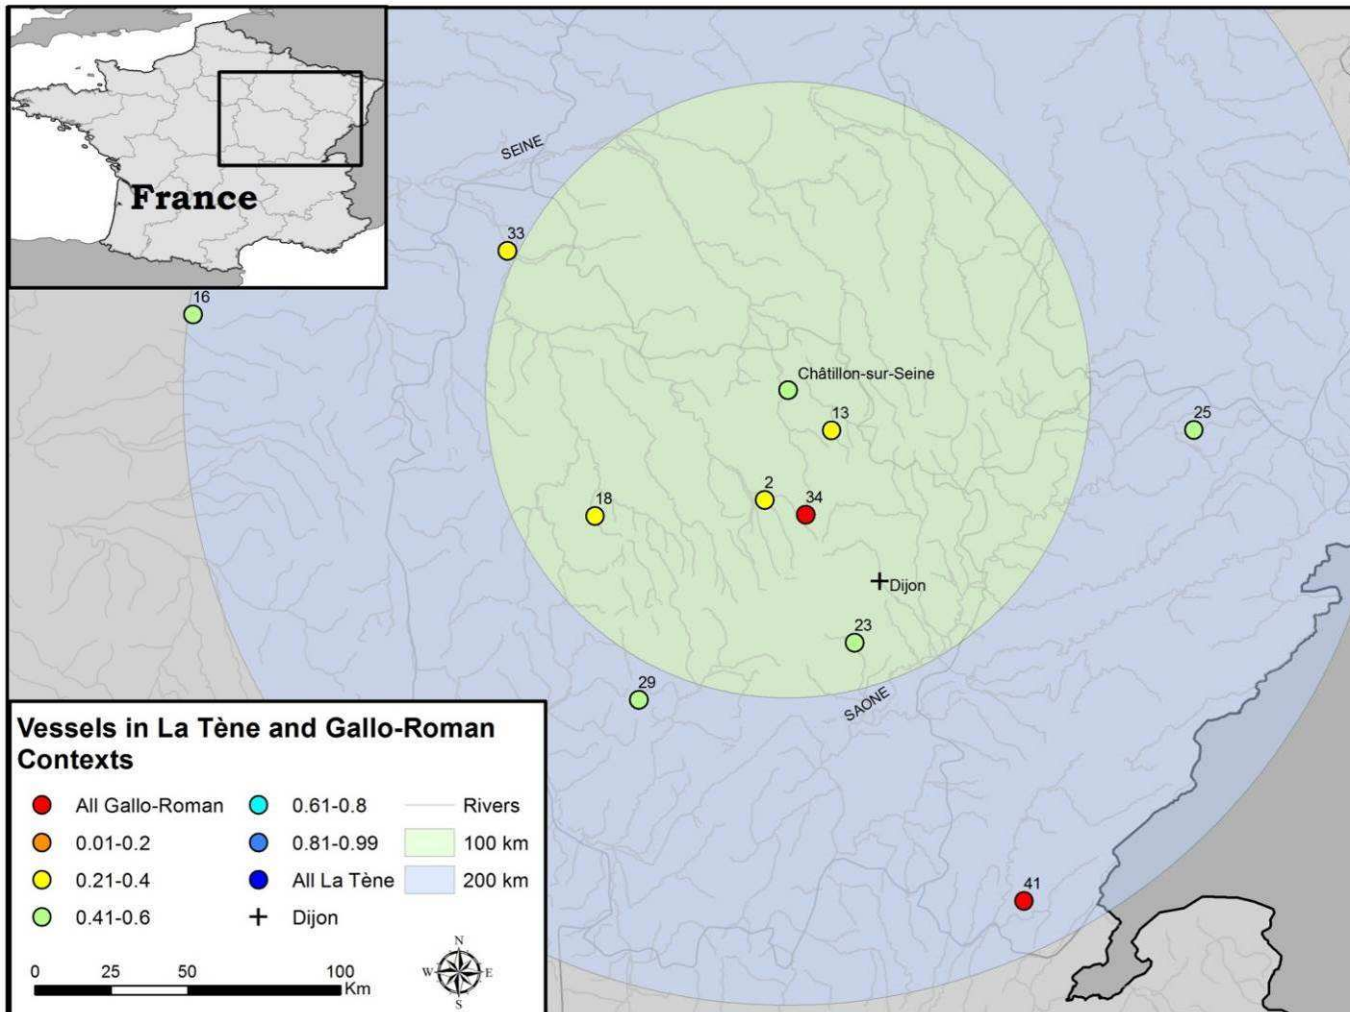 France
SEINE
33
16
Châtillon-sur-Seine
13
25
2
34
18
Dijon
23
29
SAONE
41
Vessels in La Tène and Gallo-Roman
Contexts
All Gallo-Roman
0.61-0.8
Rivers
0.01-0.2
0.81-0.99
100 km
0.21-0.4
All La Tène
200 km
0.41-0.6
Dijon
N
W
E
S
0
25
50
100
Km